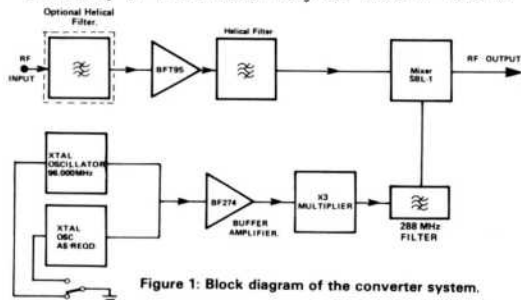 Optional Helical
Filter.
Helical Filter
RF
INPUT
BFT95
Mixer
SBL-1
RF OUTPUT
XTAL
OSCILLATOR
96.000MHz
XTAL
OSC
AS REQD
BF274
BUFFER
AMPLIFIER.
X3
MULTIPLIER
288 MHz
FILTER
Figure 1: Block diagram of the converter system.